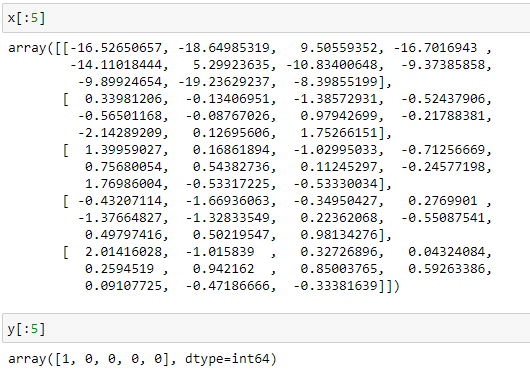 x[:5]
array([[-16.52650657, -18.64985319,   9.50559352, -16.7016943 ,
        -14.11018444,   5.29923635, -10.83400648,  -9.37385858,
         -9.89924654, -19.23629237,  -8.39855199],
       [  0.33981206,  -0.13406951,  -1.38572931,  -0.52437906,
         -0.56501168,  -0.08767026,   0.97942699,  -0.21788381,
         -2.14289209,   0.12695606,   1.75266151],
       [  1.39959027,   0.16861894,  -1.02995033,  -0.71256669,
          0.75680054,   0.54382736,   0.11245297,  -0.24577198,
          1.76986004,  -0.53317225,  -0.53330034],
       [ -0.43207114,  -1.66936063,  -0.34950427,   0.2769901 ,
         -1.37664827,  -1.32833549,   0.22362068,  -0.55087541,
          0.49797416,   0.50219547,   0.98134276],
       [  2.01416028,  -1.015839  ,   0.32726896,   0.04324084,
          0.2594519 ,   0.942162  ,   0.85003765,   0.59263386,
          0.09107725,  -0.47186666,  -0.33381639]])
y[:5]
array([1, 0, 0, 0, 0], dtype=int64)